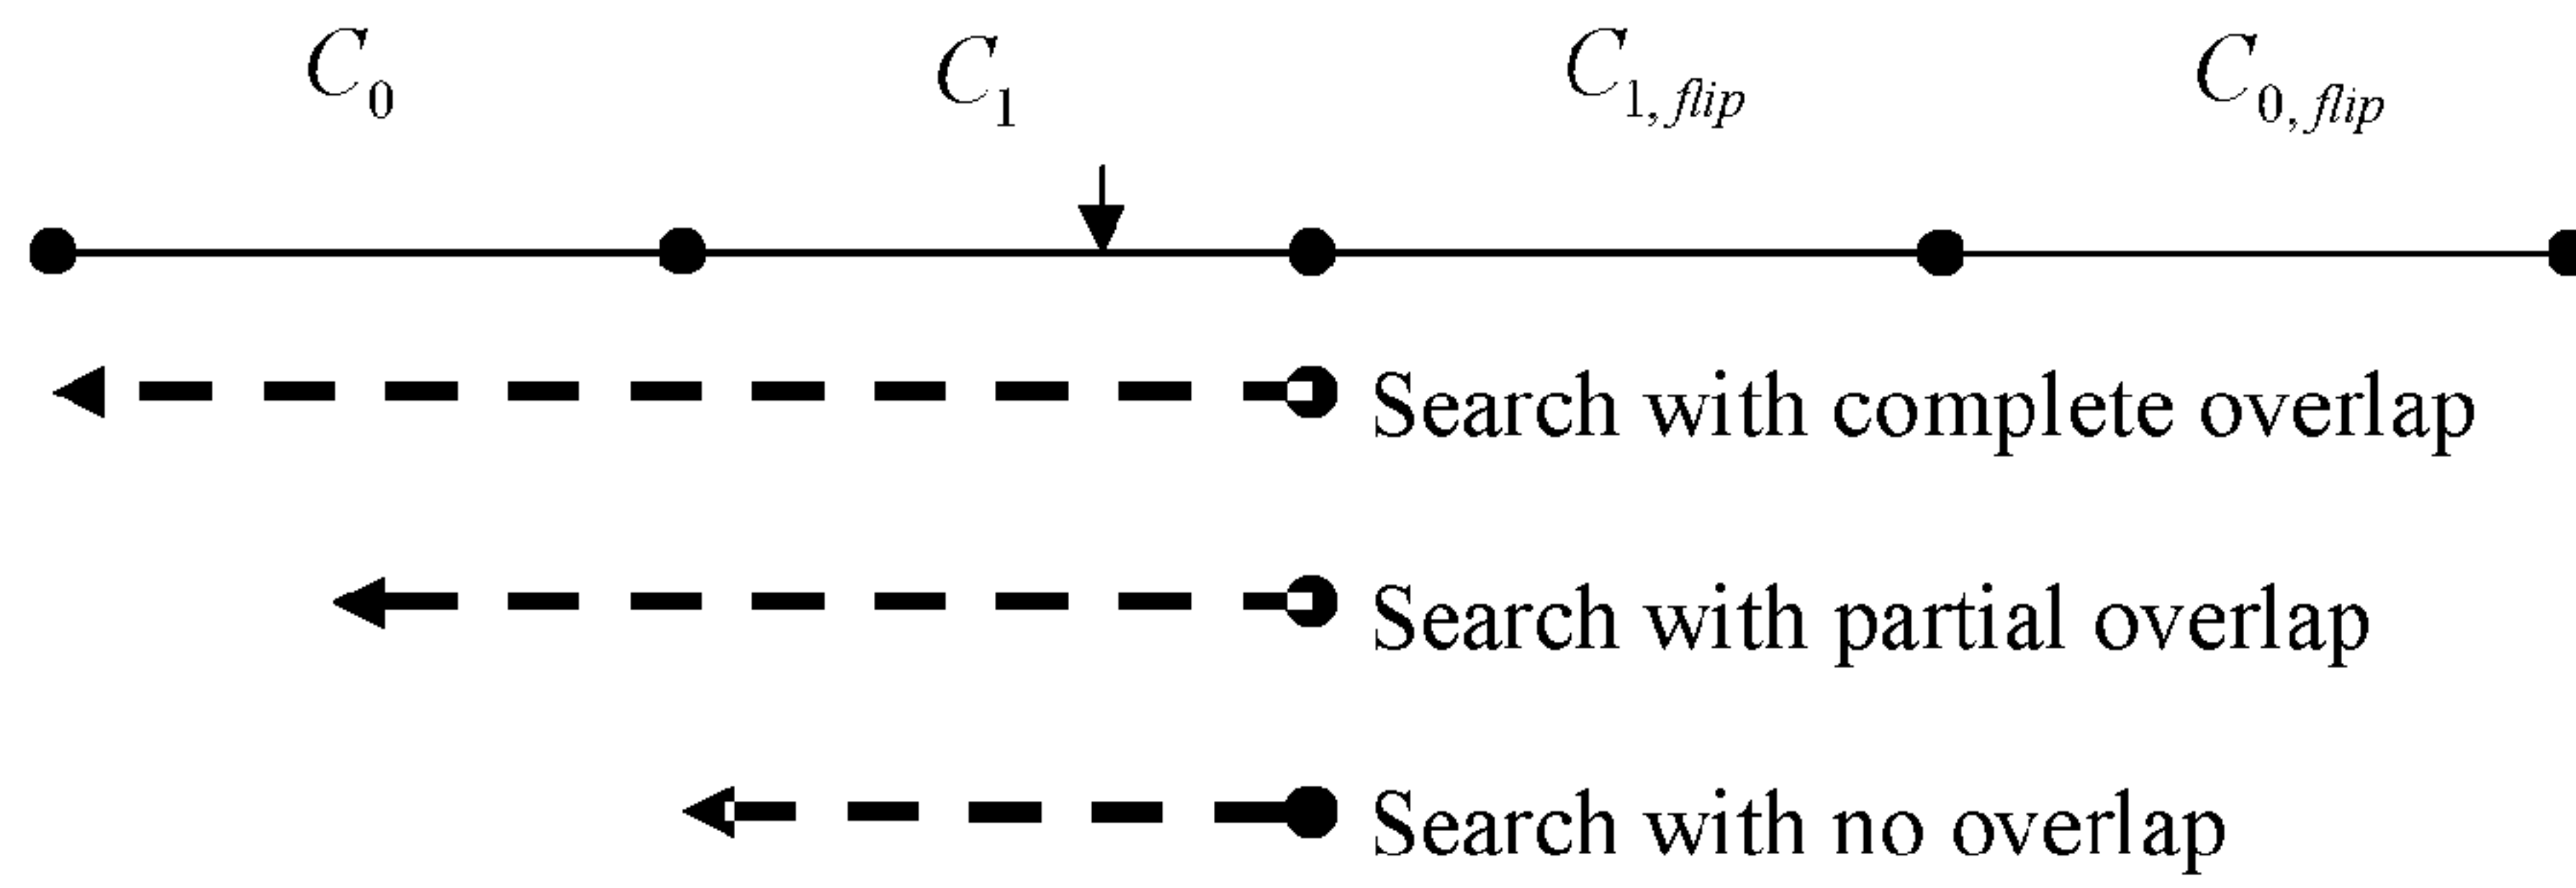 C0 C1 C1, flip C0, flip
Search with complete overlap
Search with partial overlap
Search with no overlap